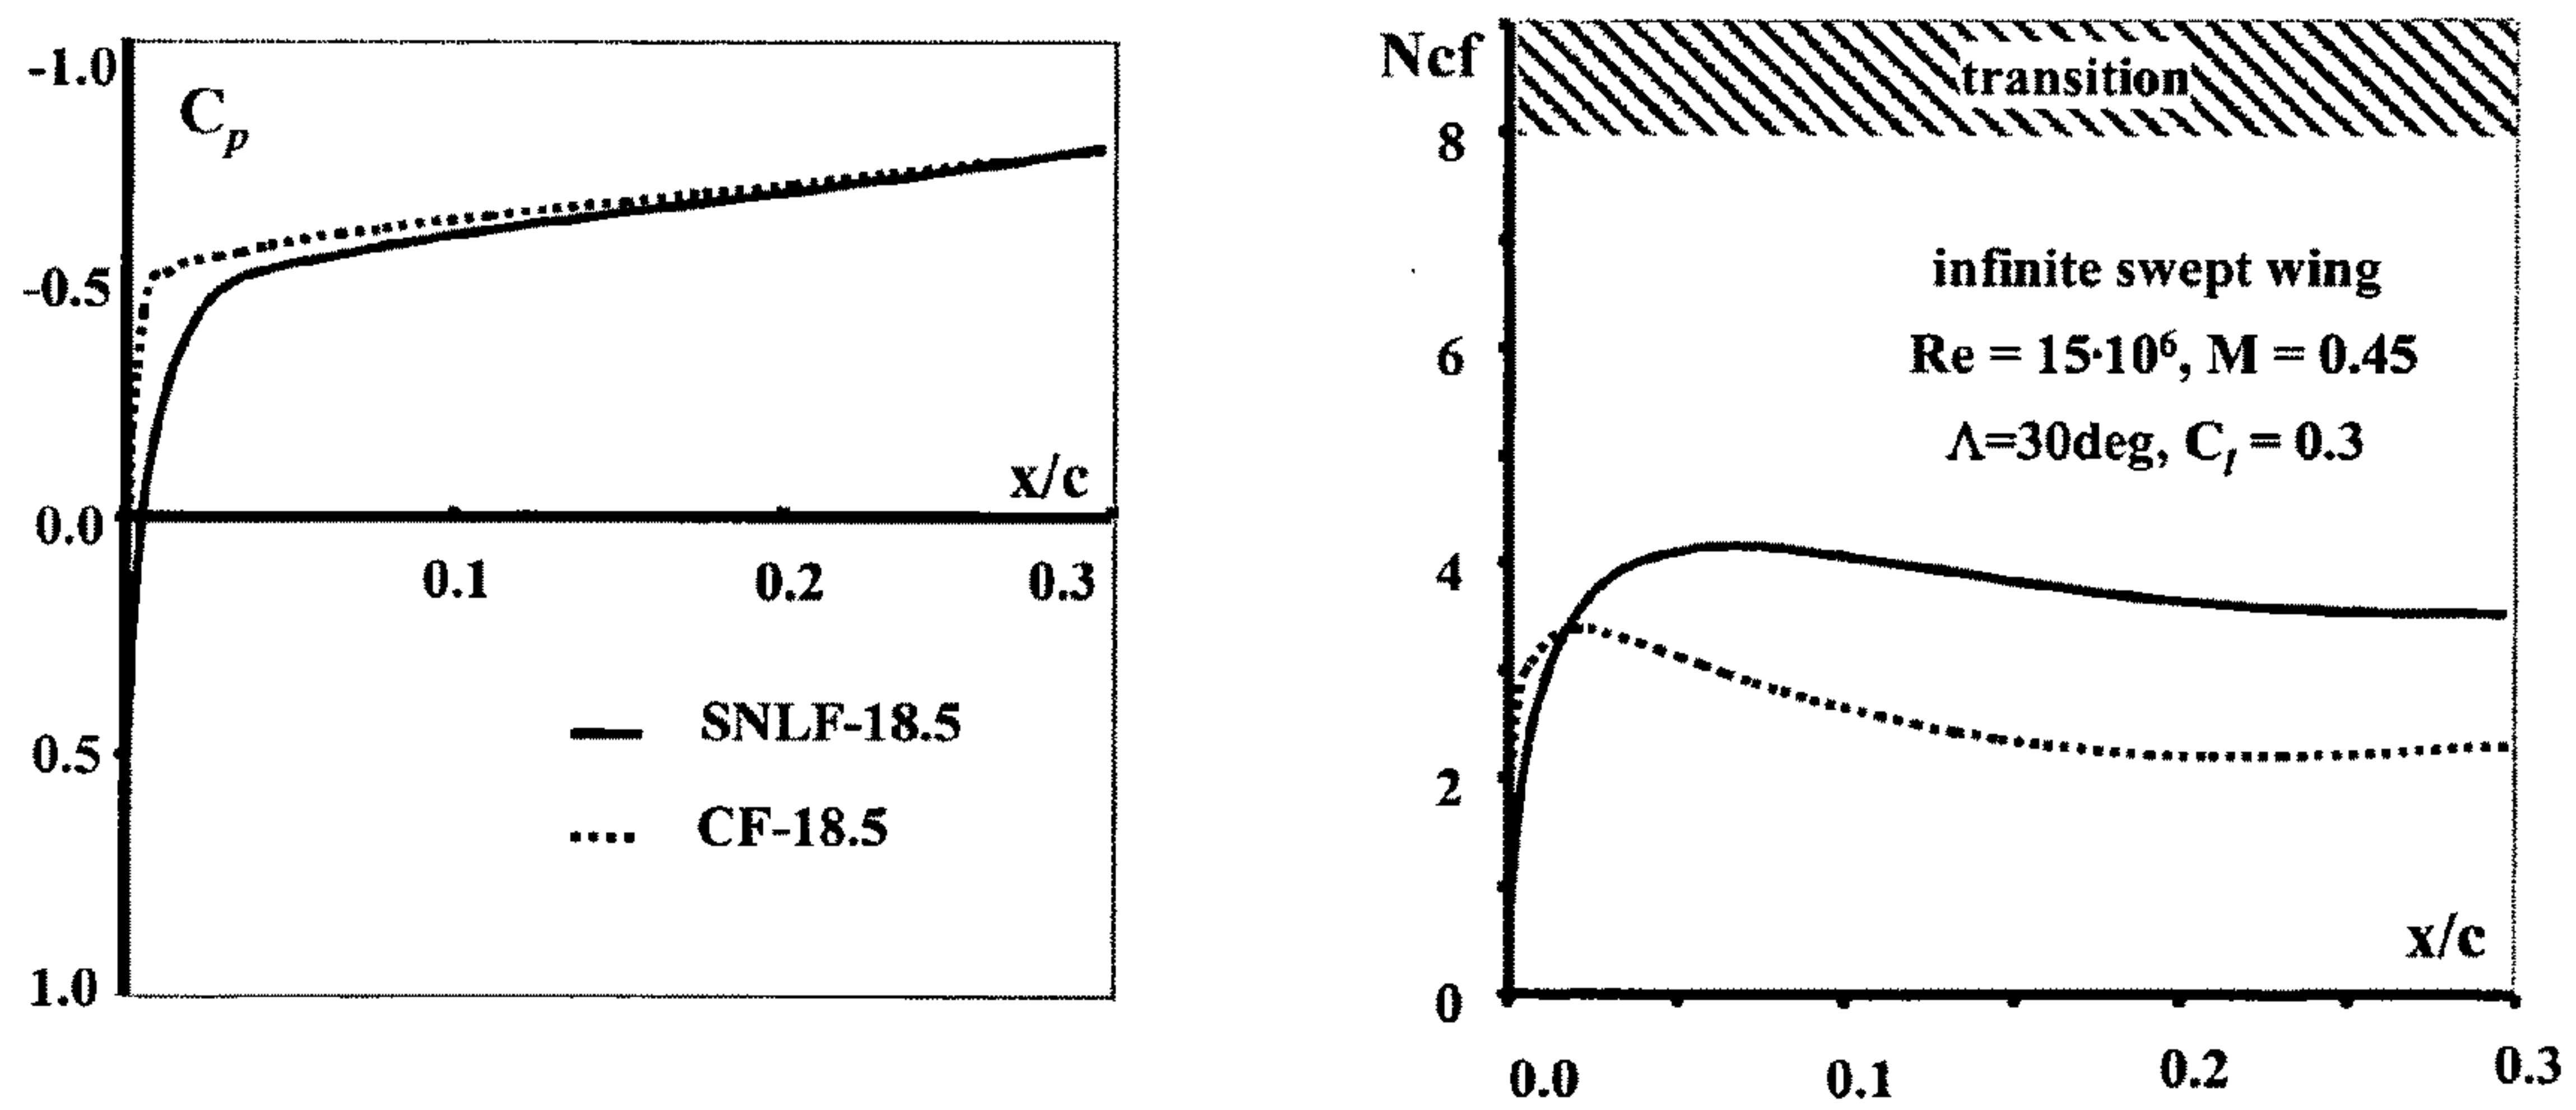 -1.0
C_p
-0.5
x/c
0.0
0.1
0.2
0.3
SNLF-18.5
0.5
CF-18.5
1.0
Ncf
transition
8
infinite swept wing
6
Re = 15·10⁶, M = 0.45
Λ=30deg, C_l = 0.3
4
2
x/c
0
0.0
0.1
0.2
0.3